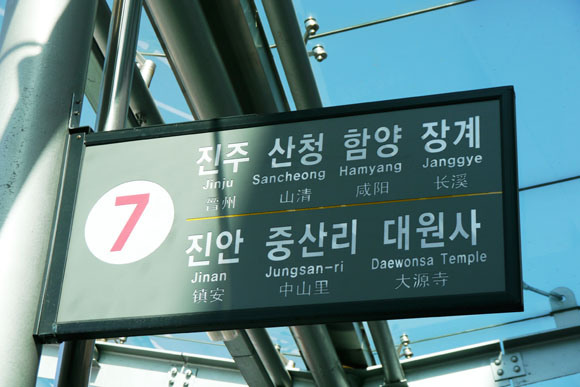 7
진주 산청 함양 장계
Jinju Sancheong Hamyang Janggye
晋州 山清 咸阳 长溪
진안 중산리 대원사
Jinan Jungsan-ri Daewonsa Temple
镇安 中山里 大源寺